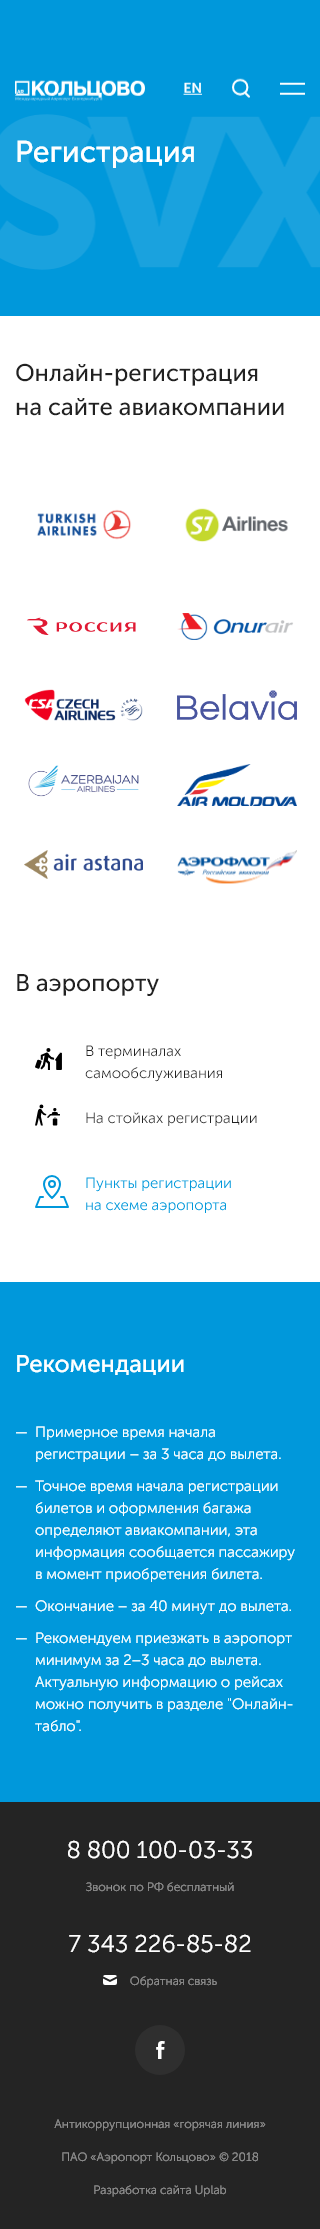 КОЛЬЦОВО
EN
SVX
Регистрация
Онлайн-регистрация
на сайте авиакомпании
TURKISH
AIRLINES
S7 Airlines
РОССИЯ
Onurair
CSA CZECH
AIRLINES
Belavia
AZERBAIJAN
AIRLINES
AIR MOLDOVA
air astana
АЭРОФЛОТ
Российские авиалинии
В аэропорту
В терминалах
самообслуживания
На стойках регистрации
Пункты регистрации
на схеме аэропорта
Рекомендации
— Примерное время начала
регистрации – за 3 часа до вылета.
— Точное время начала регистрации
билетов и оформления багажа
определяют авиакомпании, эта
информация сообщается пассажиру
в момент приобретения билета.
— Окончание – за 40 минут до вылета.
— Рекомендуем приезжать в аэропорт
минимум за 2–3 часа до вылета.
Актуальную информацию о рейсах
можно получить в разделе "Онлайн-
табло".
8 800 100-03-33
Звонок по РФ бесплатный
7 343 226-85-82
Обратная связь
f
Антикоррупционная «горячая линия»
ПАО «Аэропорт Кольцово» © 2018
Разработка сайта Uplab